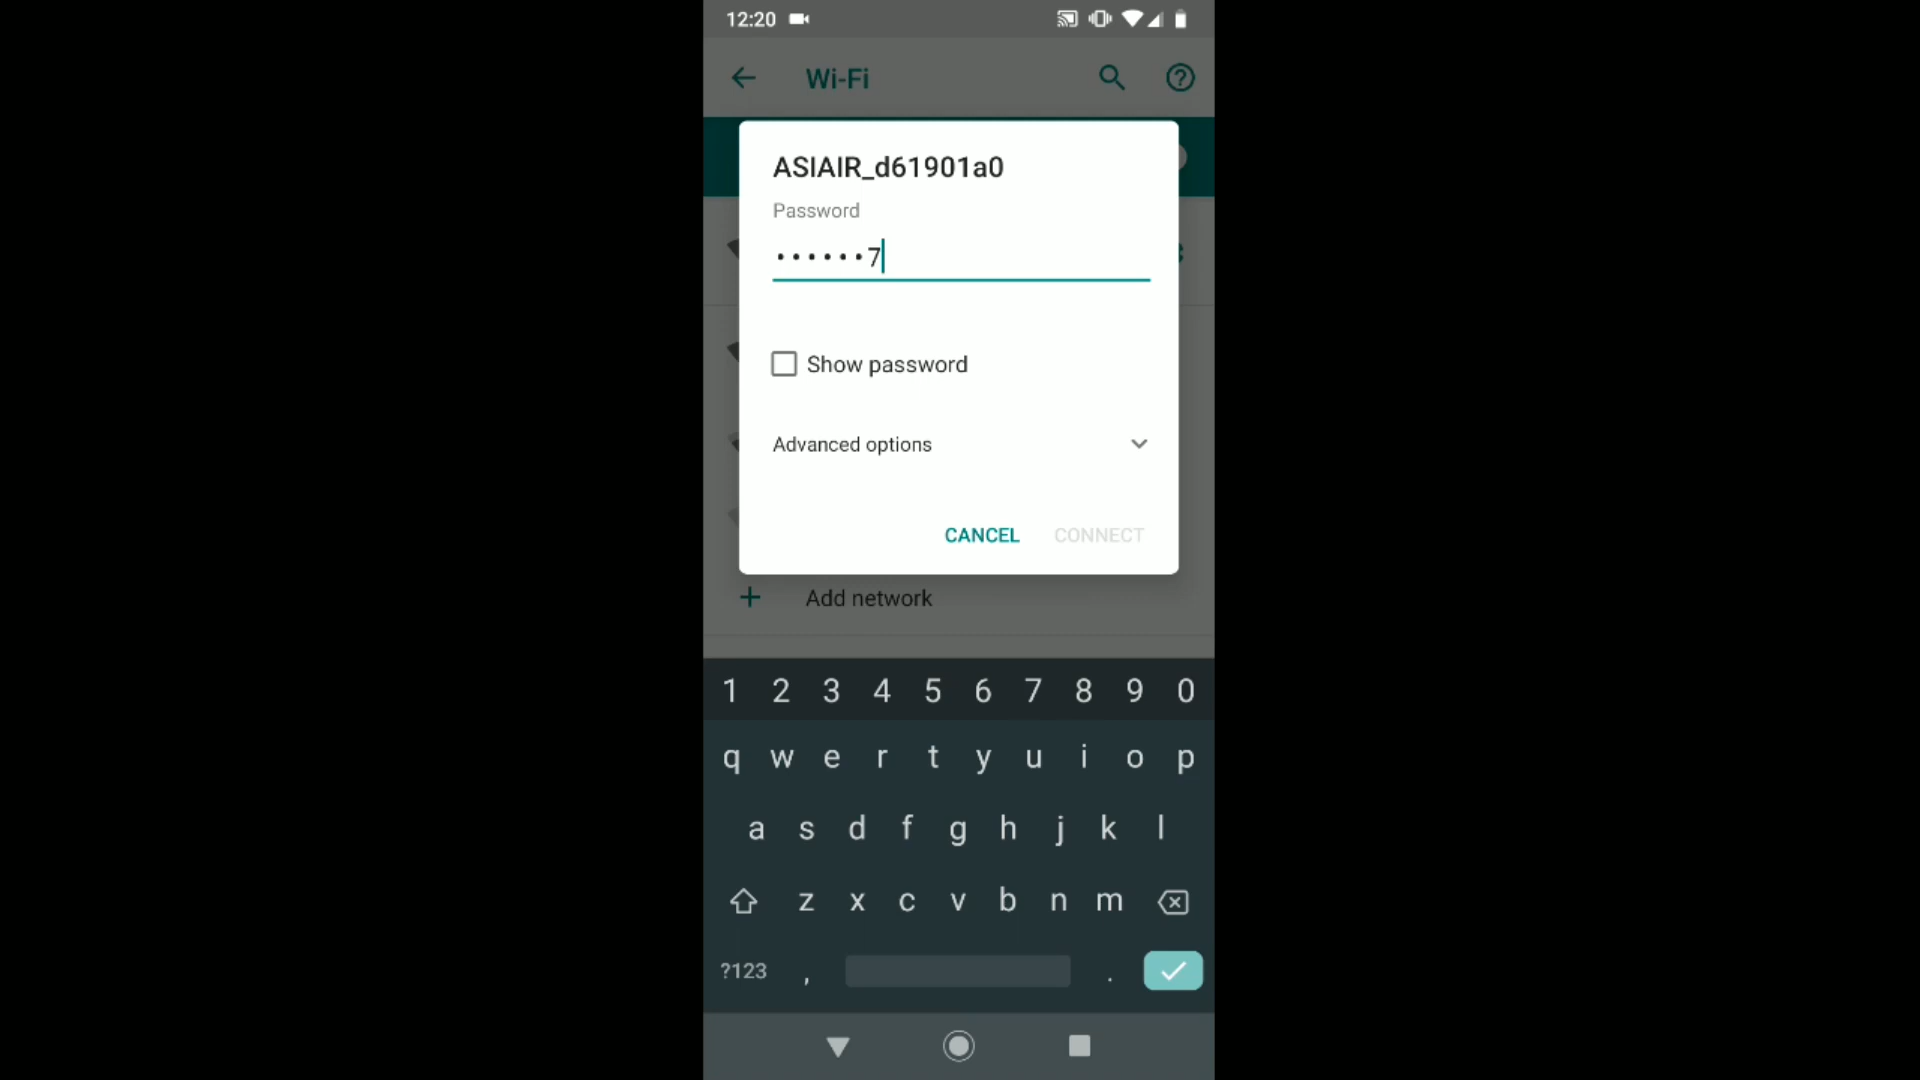 12:20
Wi-Fi
ASIAIR_d61901a0
Password
••••••7
Show password
Advanced options
CANCEL CONNECT
Add network
1 2 3 4 5 6 7 8 9 0
q w e r t y u i o p
a s d f g h j k l
z x c v b n m
?123 , .